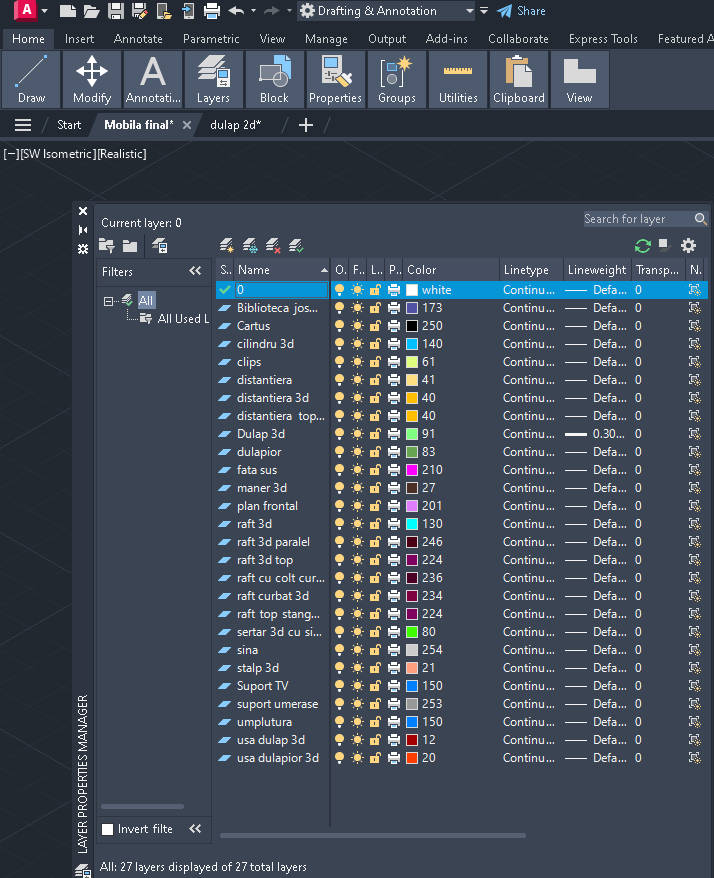 A Drafting & Annotation Share
Home Insert Annotate Parametric View Manage Output Add-ins Collaborate Express Tools Featured A
Draw Modify Annotati... Layers Block Properties Groups Utilities Clipboard View
Start Mobila final* dulap 2d*
[−][SW Isometric][Realistic]
Current layer: 0 Search for layer
Filters S.. Name O. F.. L.. P.. Color Linetype Lineweight Transp... N.
All
All Used L
0 white Continu... Defa... 0
Biblioteca jos... 173 Continu... Defa... 0
Cartus 250 Continu... Defa... 0
cilindru 3d 140 Continu... Defa... 0
clips 61 Continu... Defa... 0
distantiera 41 Continu... Defa... 0
distantiera 3d 40 Continu... Defa... 0
distantiera top... 40 Continu... Defa... 0
Dulap 3d 91 Continu... 0.30... 0
dulapior 83 Continu... Defa... 0
fata sus 210 Continu... Defa... 0
maner 3d 27 Continu... Defa... 0
plan frontal 201 Continu... Defa... 0
raft 3d 130 Continu... Defa... 0
raft 3d paralel 246 Continu... Defa... 0
raft 3d top 224 Continu... Defa... 0
raft cu colt cur... 236 Continu... Defa... 0
raft curbat 3d 234 Continu... Defa... 0
raft top stang... 224 Continu... Defa... 0
sertar 3d cu si... 80 Continu... Defa... 0
sina 254 Continu... Defa... 0
stalp 3d 21 Continu... Defa... 0
Suport TV 150 Continu... Defa... 0
suport umerase 253 Continu... Defa... 0
umplutura 150 Continu... Defa... 0
usa dulap 3d 12 Continu... Defa... 0
usa dulapior 3d 20 Continu... Defa... 0
Invert filte
LAYER PROPERTIES MANAGER
All: 27 layers displayed of 27 total layers